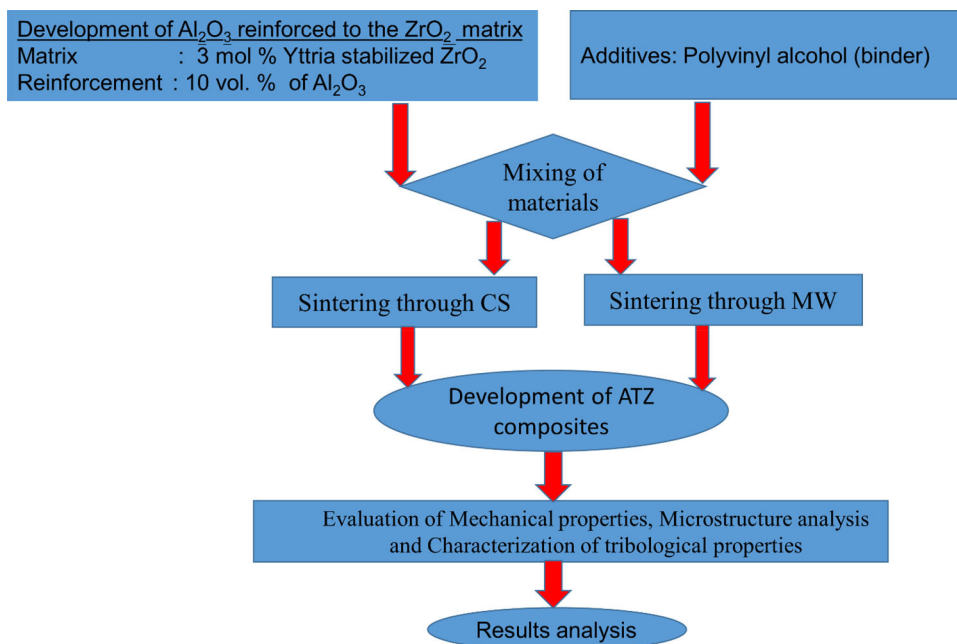 Development of Al₂O₃ reinforced to the ZrO₂ matrix
Matrix : 3 mol % Yttria stabilized ZrO₂
Reinforcement : 10 vol. % of Al₂O₃
Additives: Polyvinyl alcohol (binder)
Mixing of
materials
Sintering through CS
Sintering through MW
Development of ATZ
composites
Evaluation of Mechanical properties, Microstructure analysis
and Characterization of tribological properties
Results analysis